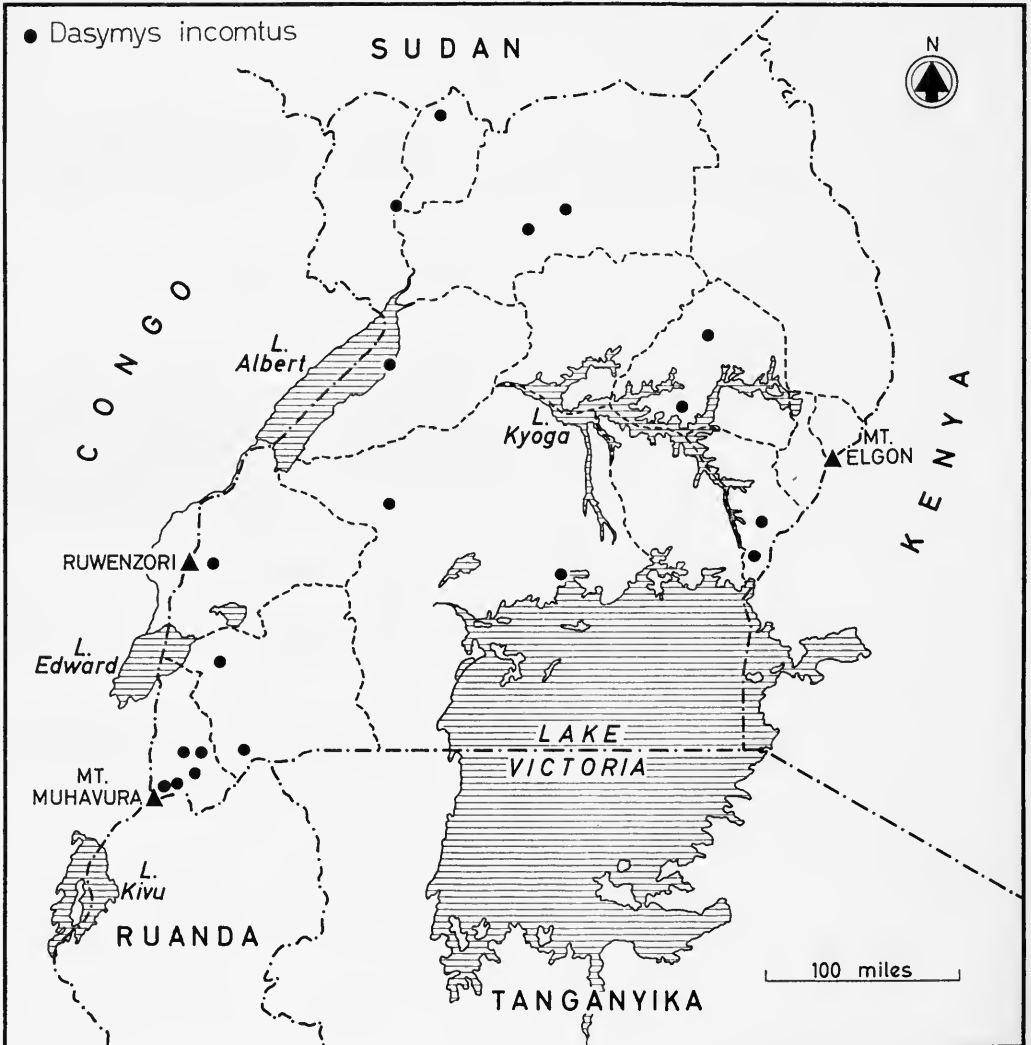 Dasymys incomtus
SUDAN
N
CONGO
L.
Albert
L.
Kyoga
MT.
ELGON
KENYA
RUWENZORI
L.
Edward
LAKE
VICTORIA
MT.
MUHAVURA
L.
Kivu
RUANDA
100 miles
TANGANYIKA